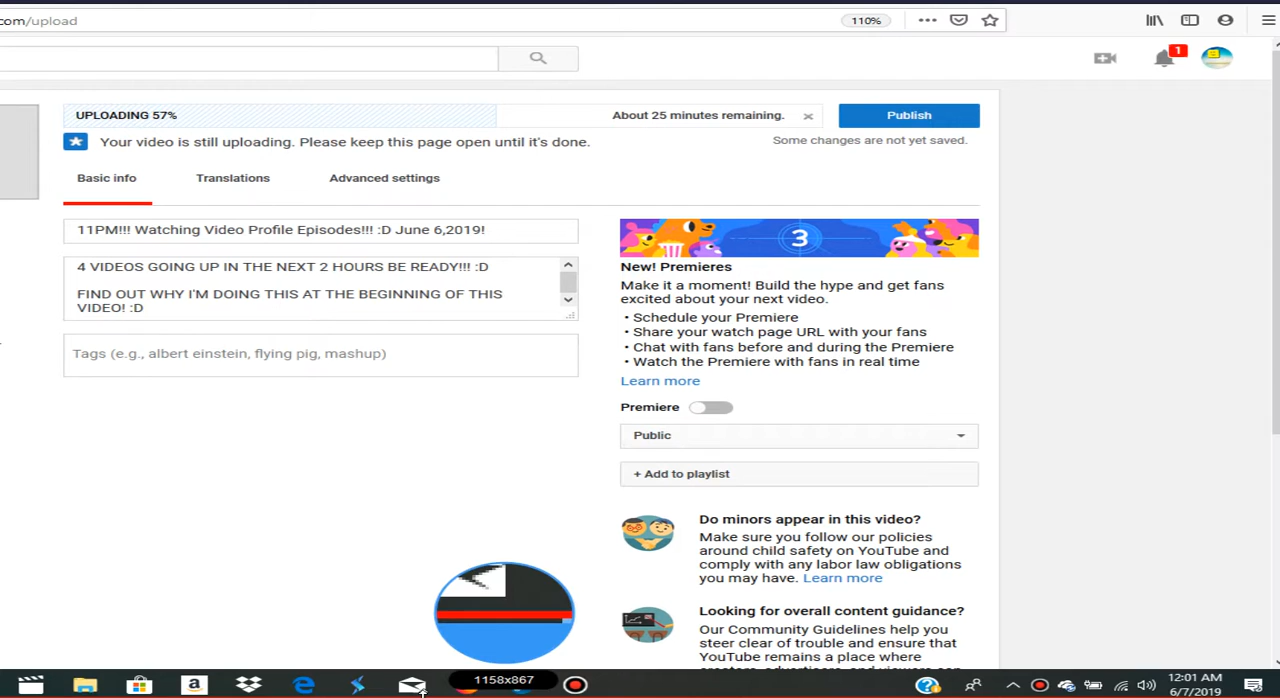 com/upload
110%
1
UPLOADING 57%
About 25 minutes remaining.
Publish
Your video is still uploading. Please keep this page open until it's done.
Some changes are not yet saved.
Basic info
Translations
Advanced settings
11PM!!! Watching Video Profile Episodes!!! :D June 6,2019!
4 VIDEOS GOING UP IN THE NEXT 2 HOURS BE READY!!! :D
FIND OUT WHY I'M DOING THIS AT THE BEGINNING OF THIS
VIDEO! :D
Tags (e.g., albert einstein, flying pig, mashup)
3
New! Premieres
Make it a moment! Build the hype and get fans
excited about your next video.
• Schedule your Premiere
• Share your watch page URL with your fans
• Chat with fans before and during the Premiere
• Watch the Premiere with fans in real time
Learn more
Premiere
Public
+ Add to playlist
Do minors appear in this video?
Make sure you follow our policies
around child safety on YouTube and
comply with any labor law obligations
you may have. Learn more
Looking for overall content guidance?
Our Community Guidelines help you
steer clear of trouble and ensure that
YouTube remains a place where
1158x867
12:01 AM
6/7/2019